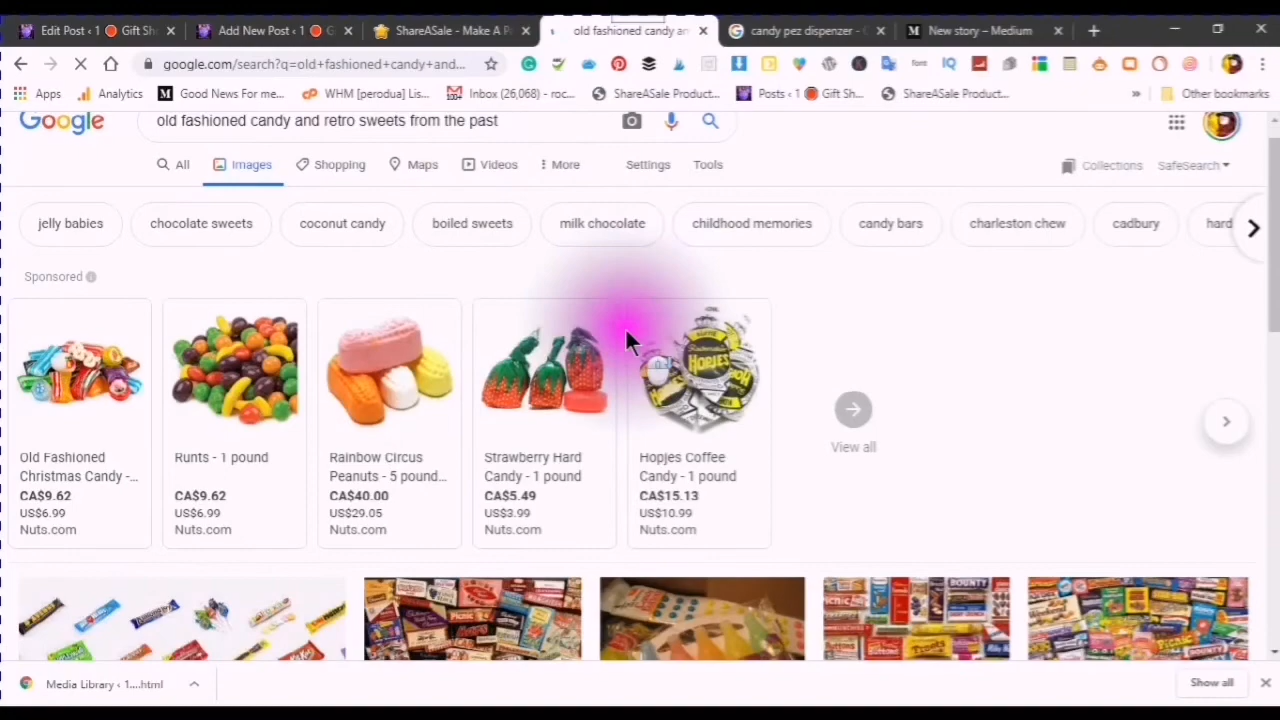 Edit Post ‹ 1 🔴 Gift Sh
Add New Post ‹ 1 🔴 G
ShareASale - Make A P
old fashioned candy an
candy pez dispenzer -
New story – Medium
google.com/search?q=old+fashioned+candy+and...
Apps
Analytics
Good News For me...
WHM [perodua] Lis...
Inbox (26,068) - roc...
ShareASale Product...
Posts ‹ 1 🔴 Gift Sh...
ShareASale Product...
»
Other bookmarks
Google
old fashioned candy and retro sweets from the past
All
Images
Shopping
Maps
Videos
More
Settings
Tools
Collections
SafeSearch
jelly babies
chocolate sweets
coconut candy
boiled sweets
milk chocolate
childhood memories
candy bars
charleston chew
cadbury
hard
Sponsored
HOPJES
Old Fashioned
Christmas Candy -...
CA$9.62
US$6.99
Nuts.com
Runts - 1 pound
CA$9.62
US$6.99
Nuts.com
Rainbow Circus
Peanuts - 5 pound...
CA$40.00
US$29.05
Nuts.com
Strawberry Hard
Candy - 1 pound
CA$5.49
US$3.99
Nuts.com
Hopjes Coffee
Candy - 1 pound
CA$15.13
US$10.99
Nuts.com
View all
Picnic
BOUNTY
Media Library ‹ 1....html
Show all